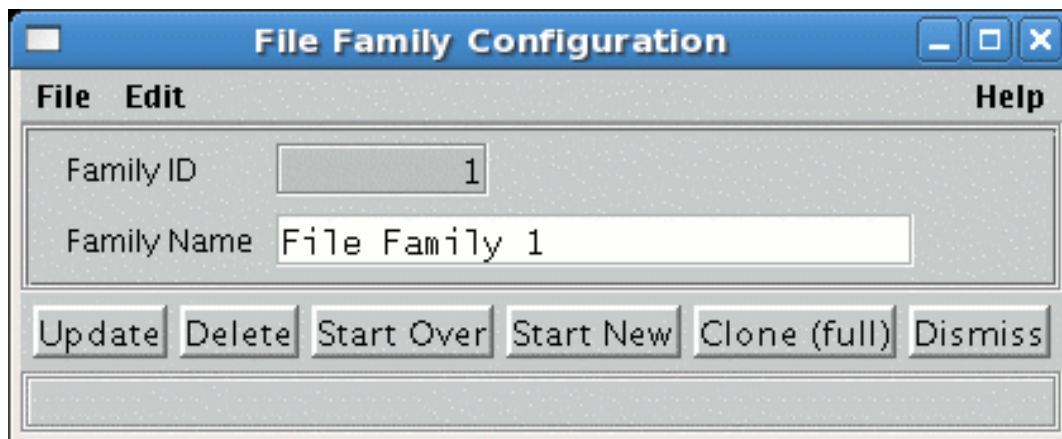 File Family Configuration
File Edit Help
Family ID 1
Family Name File Family 1
Update Delete Start Over Start New Clone (full) Dismiss